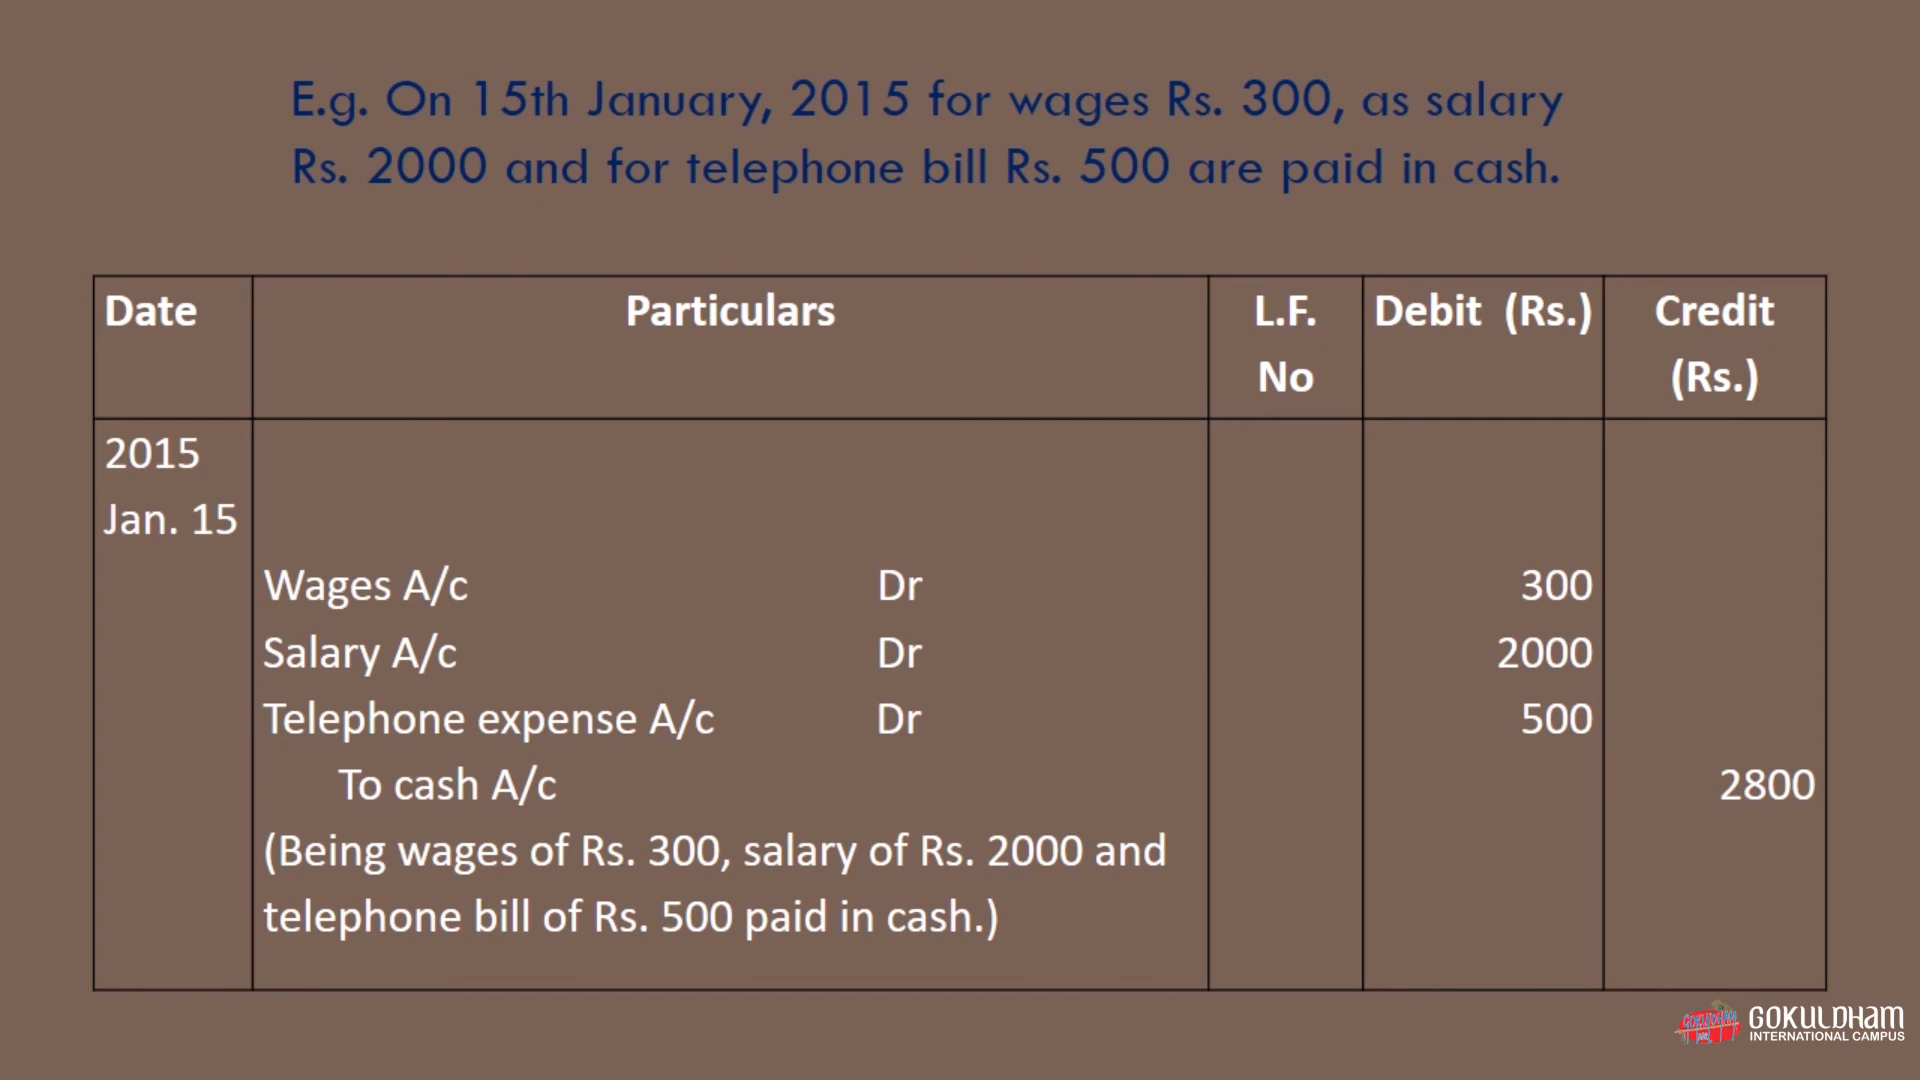 E.g. On 15th January, 2015 for wages Rs. 300, as salary
Rs. 2000 and for telephone bill Rs. 500 are paid in cash.
Date Particulars L.F. No Debit (Rs.) Credit (Rs.)
2015
Jan. 15
Wages A/c Dr 300
Salary A/c Dr 2000
Telephone expense A/c Dr 500
To cash A/c 2800
(Being wages of Rs. 300, salary of Rs. 2000 and
telephone bill of Rs. 500 paid in cash.)
GOKULDHAM
INTERNATIONAL CAMPUS